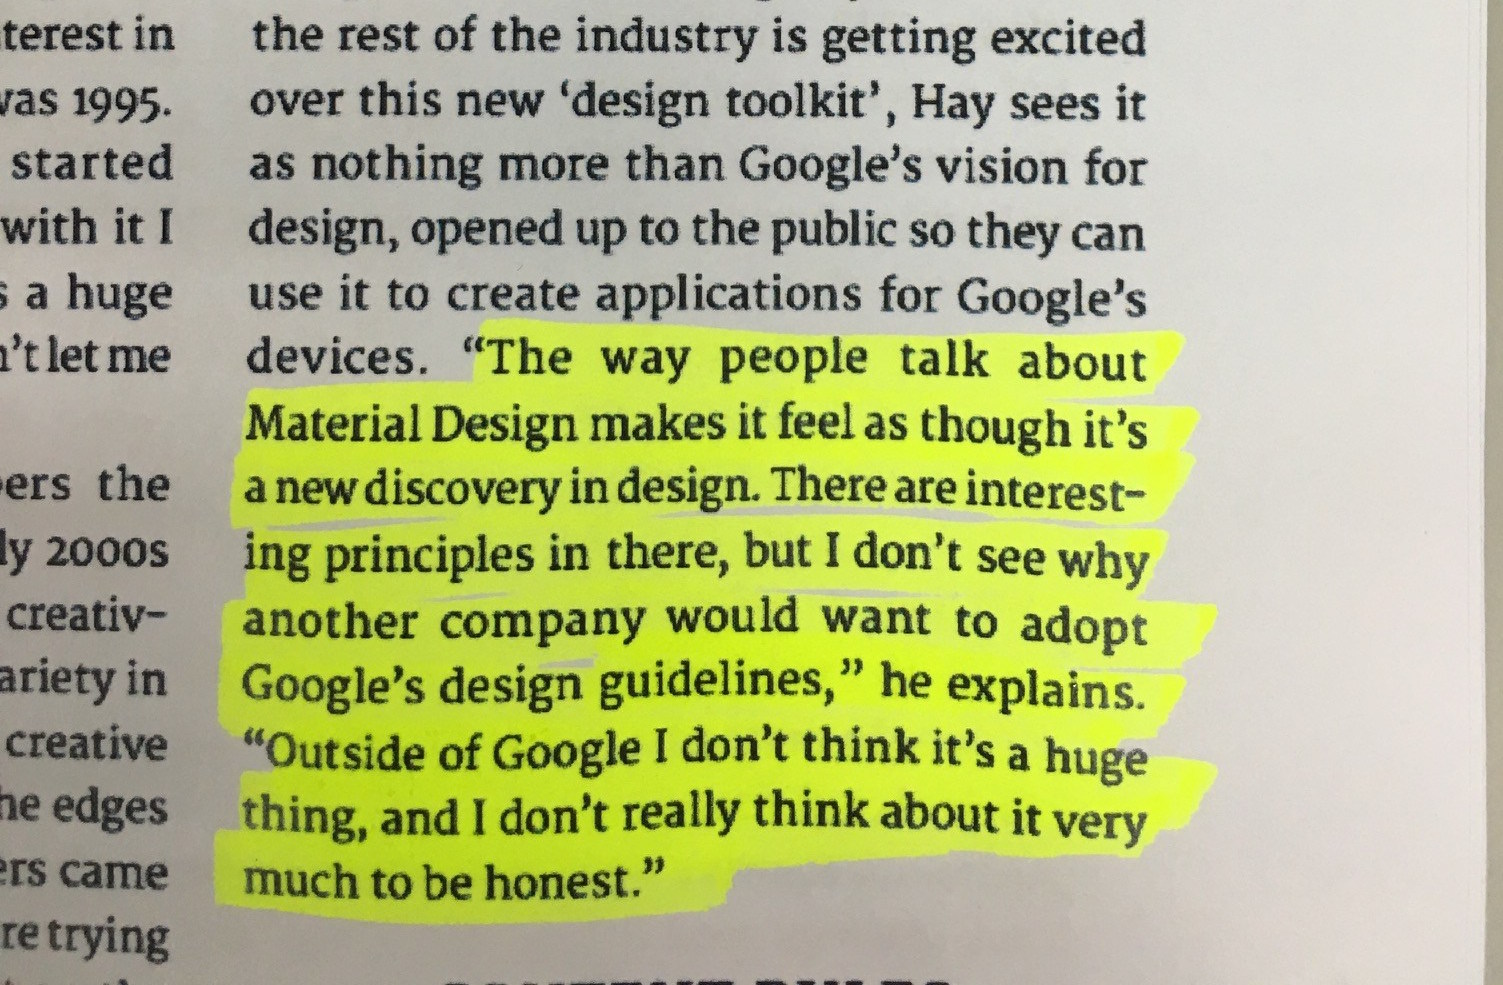 terest in
was 1995.
started
with it I
a huge
n't let me
ers the
ly 2000s
creativ-
ariety in
creative
he edges
ers came
re trying
the rest of the industry is getting excited
over this new ‘design toolkit’, Hay sees it
as nothing more than Google’s vision for
design, opened up to the public so they can
use it to create applications for Google’s
devices. “The way people talk about
Material Design makes it feel as though it’s
a new discovery in design. There are interest-
ing principles in there, but I don’t see why
another company would want to adopt
Google’s design guidelines,” he explains.
“Outside of Google I don’t think it’s a huge
thing, and I don’t really think about it very
much to be honest.”